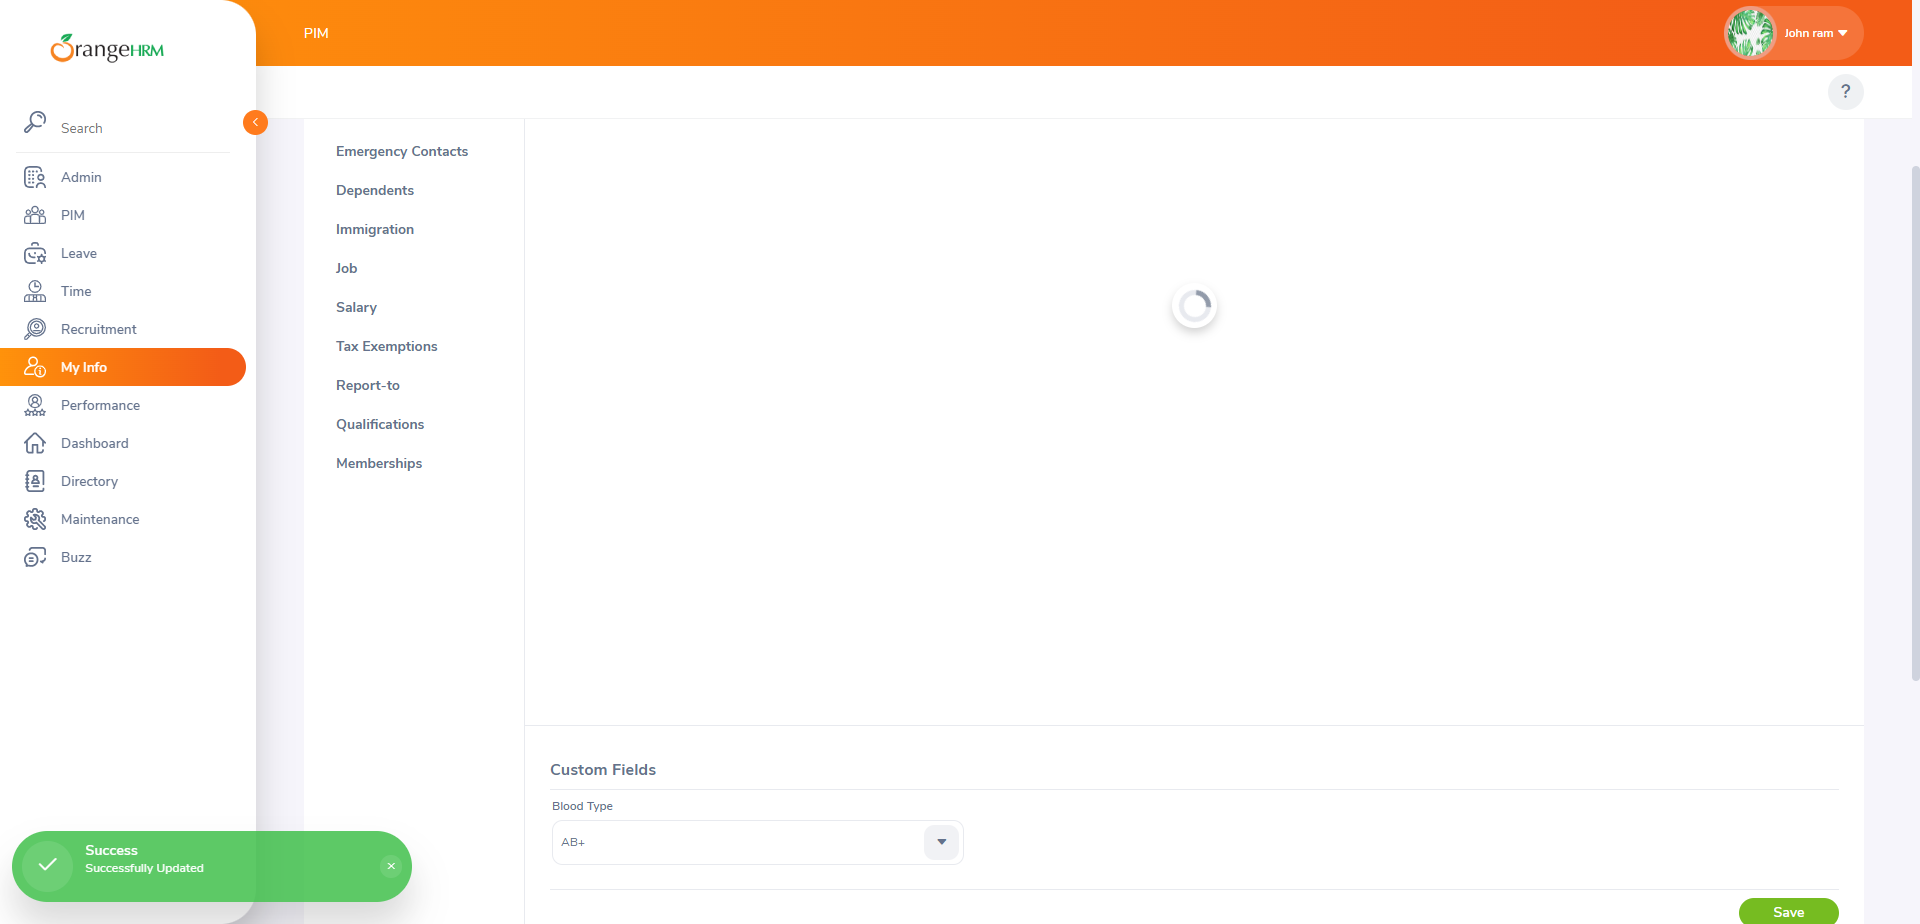 OrangeHRM
Search
Admin
PIM
Leave
Time
Recruitment
My Info
Performance
Dashboard
Directory
Maintenance
Buzz
PIM
John ram
?
Emergency Contacts
Dependents
Immigration
Job
Salary
Tax Exemptions
Report-to
Qualifications
Memberships
Custom Fields
Blood Type
AB+
Save
Success
Successfully Updated